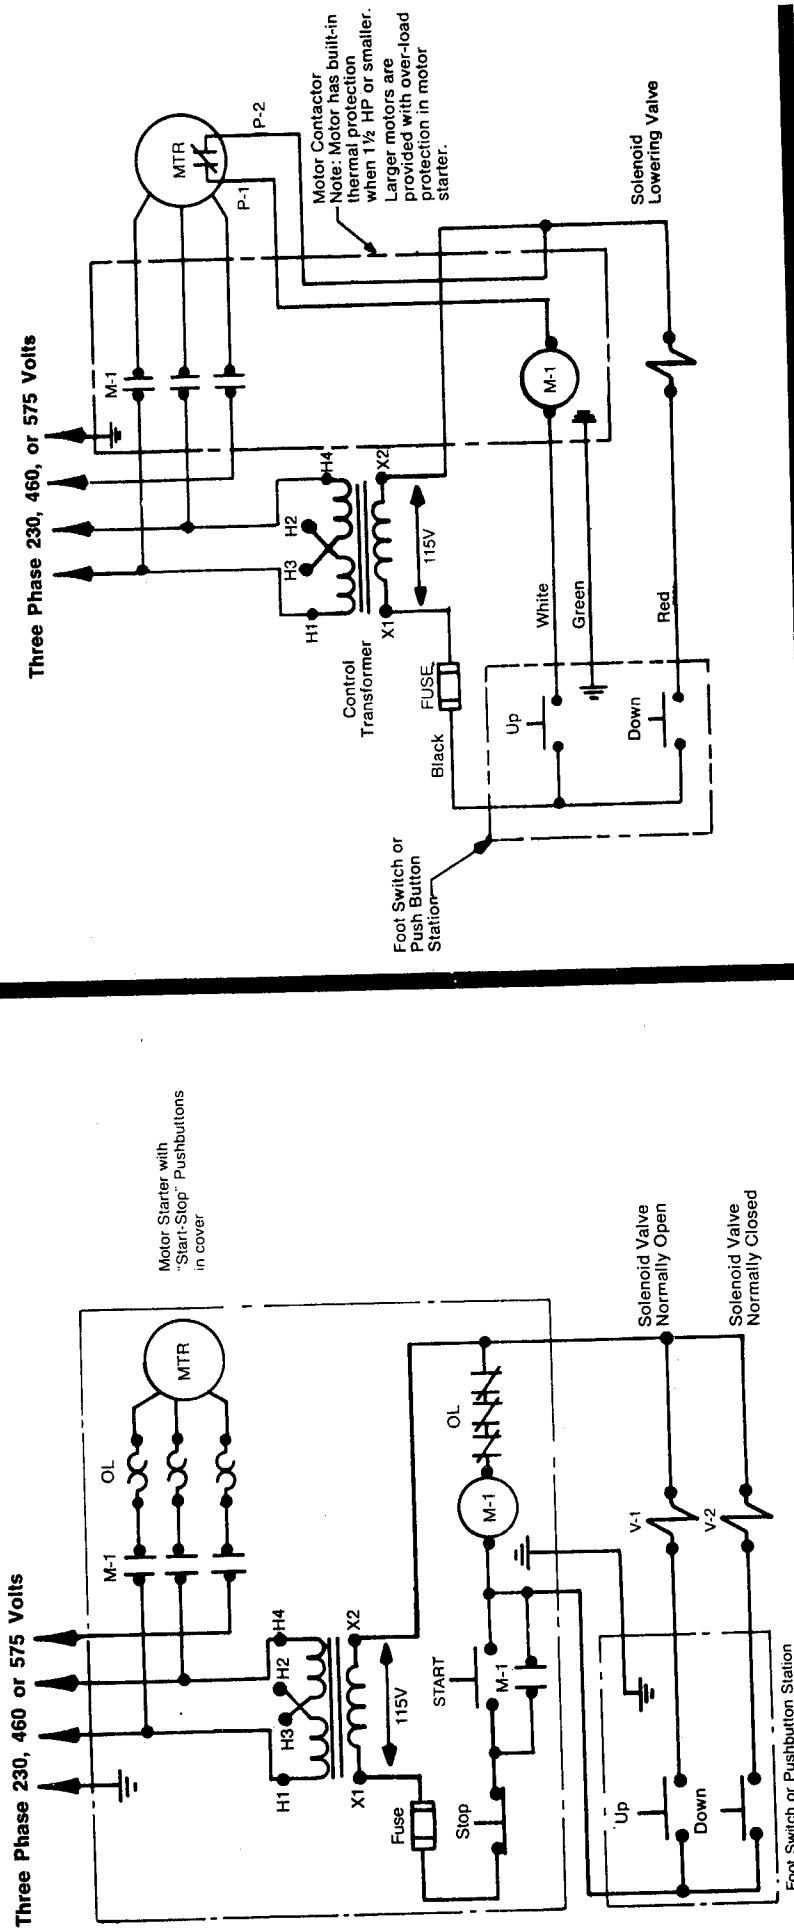 Three Phase 230, 460, or 575 Volts
MTR
P-1
P-2
M-1
Motor Contactor
Note: Motor has built-in
thermal protection
when 1½ HP or smaller.
Larger motors are
provided with over-load
protection in motor
starter.
H1
H3
H2
H4
Control
Transformer
X1
X2
115V
FUSE
Black
M-1
White
Green
Red
Up
Down
Solenoid
Lowering Valve
Foot Switch or
Push Button
Station
Three Phase 230, 460 or 575 Volts
M-1
OL
MTR
Motor Starter with
"Start-Stop" Pushbuttons
in cover
H1
H3
H2
H4
X1
X2
115V
Fuse
Stop
START
M-1
M-1
OL
Up
Down
V-1
V-2
Solenoid Valve
Normally Open
Solenoid Valve
Normally Closed
Foot Switch or Pushbutton Station